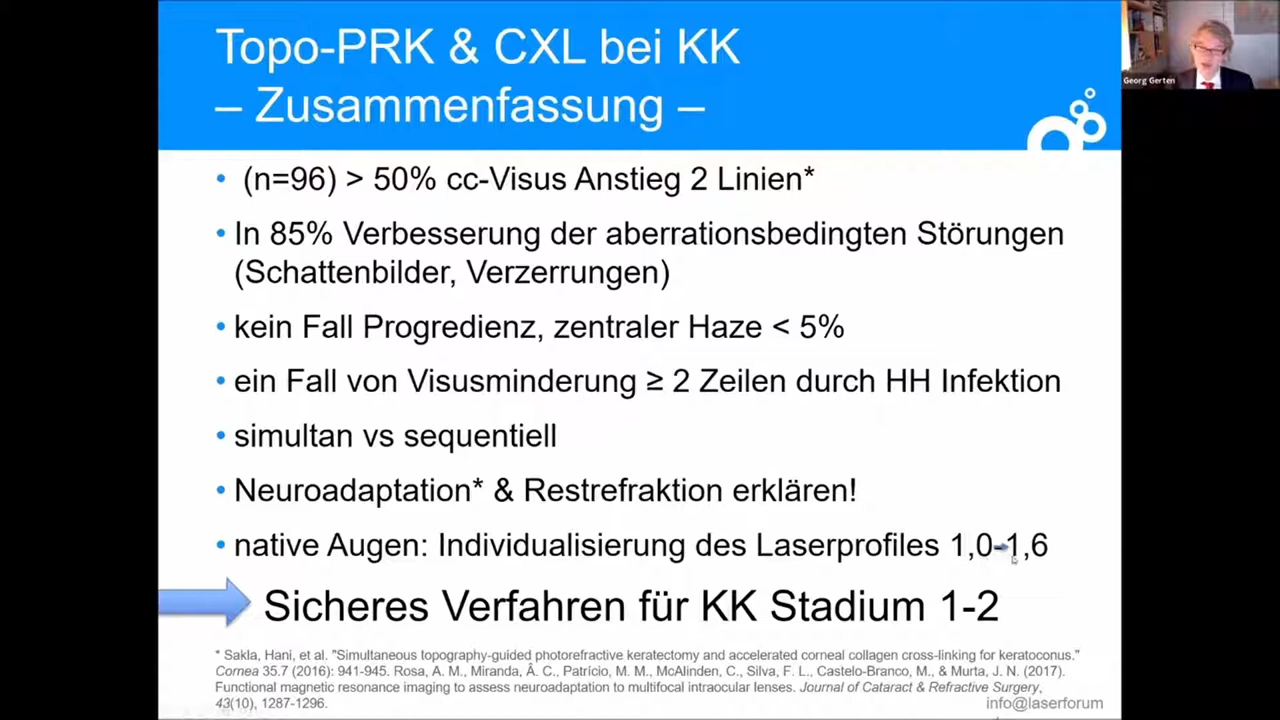 Topo-PRK & CXL bei KK
– Zusammenfassung –
Georg Gerten
• (n=96) > 50% cc-Visus Anstieg 2 Linien*
• In 85% Verbesserung der aberrationsbedingten Störungen
(Schattenbilder, Verzerrungen)
• kein Fall Progredienz, zentraler Haze < 5%
• ein Fall von Visusminderung ≥ 2 Zeilen durch HH Infektion
• simultan vs sequentiell
• Neuroadaptation* & Restrefraktion erklären!
• native Augen: Individualisierung des Laserprofiles 1,0-1,6
Sicheres Verfahren für KK Stadium 1-2
* Sakla, Hani, et al. "Simultaneous topography-guided photorefractive keratectomy and accelerated corneal collagen cross-linking for keratoconus."
Cornea 35.7 (2016): 941-945. Rosa, A. M., Miranda, Â. C., Patrício, M. M., McAlinden, C., Silva, F. L., Castelo-Branco, M., & Murta, J. N. (2017).
Functional magnetic resonance imaging to assess neuroadaptation to multifocal intraocular lenses. Journal of Cataract & Refractive Surgery,
43(10), 1287-1296.
info@laserforum